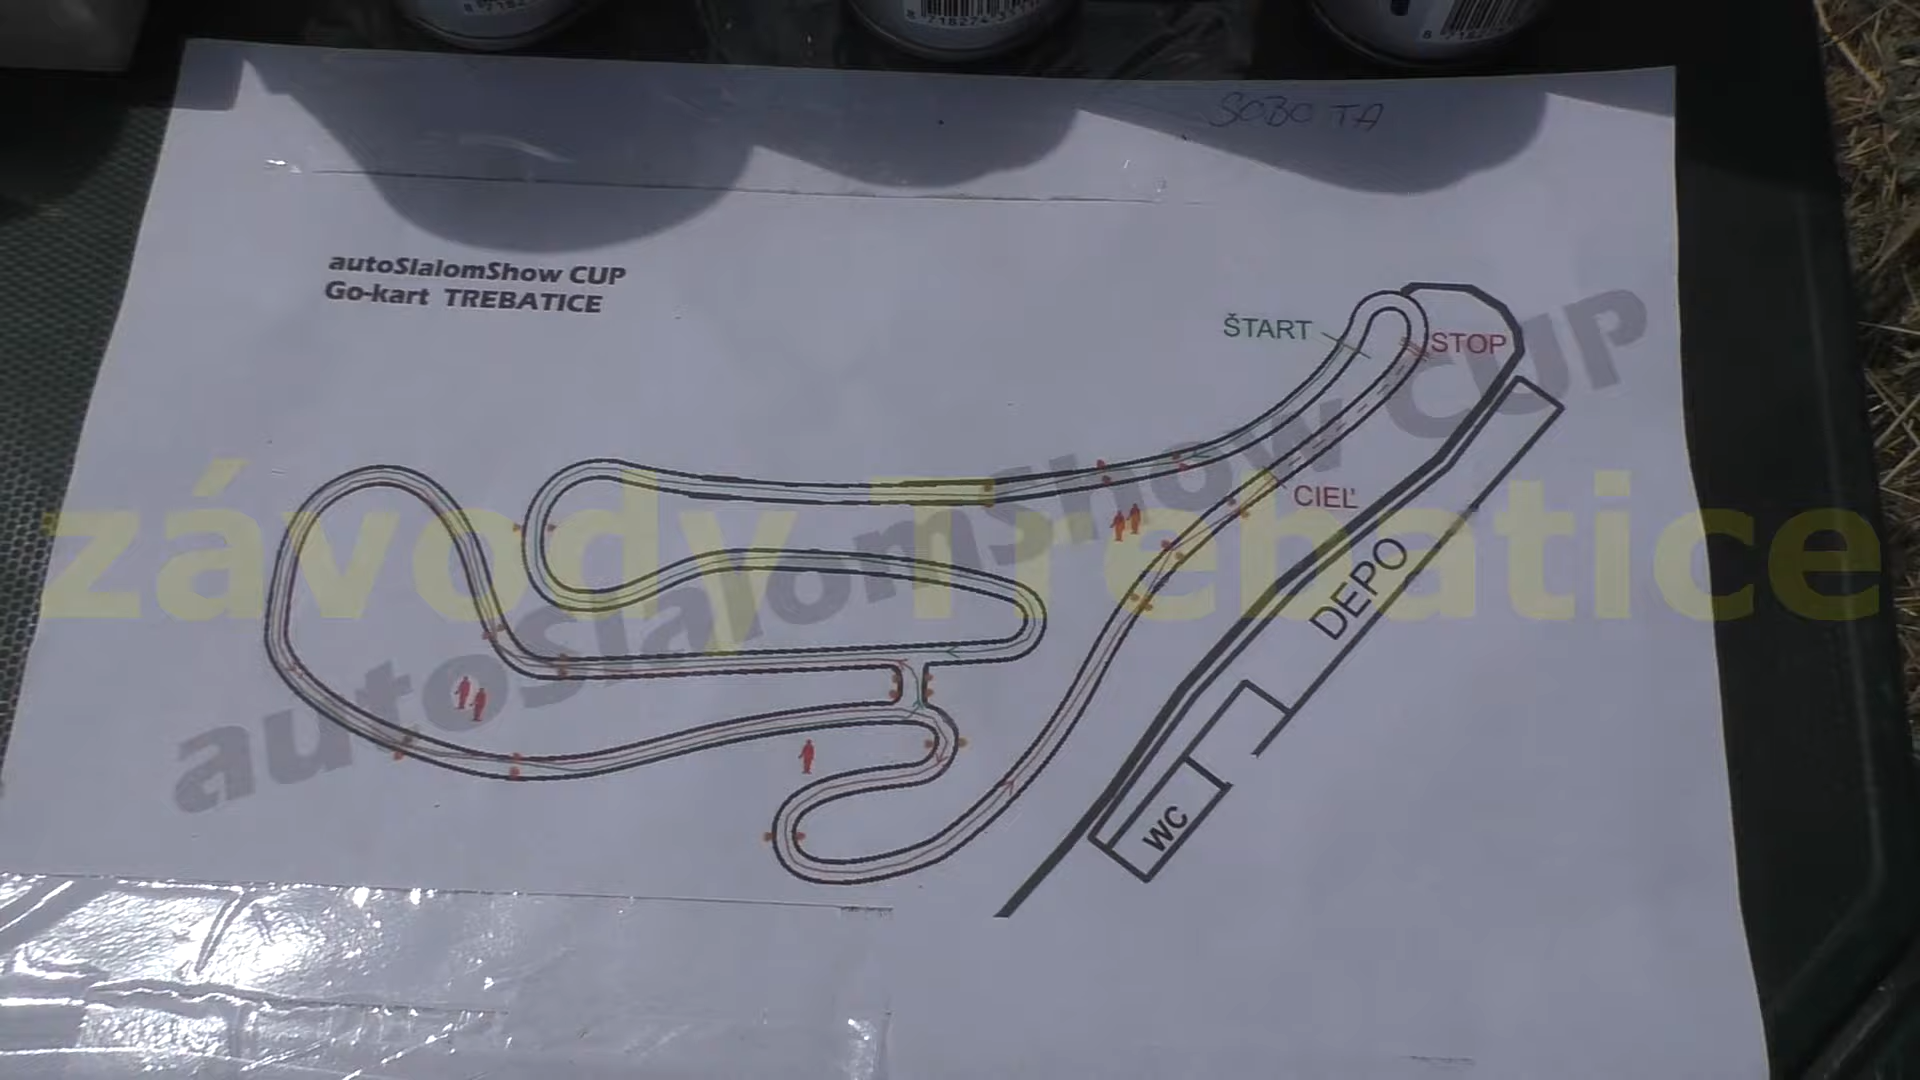 SOBOTA
autoSlalomShow CUP
Go-kart TREBATICE
ŠTART
STOP
CIEĽ
autoSlalomShow CUP
závody Trebatice
DEPO
WC